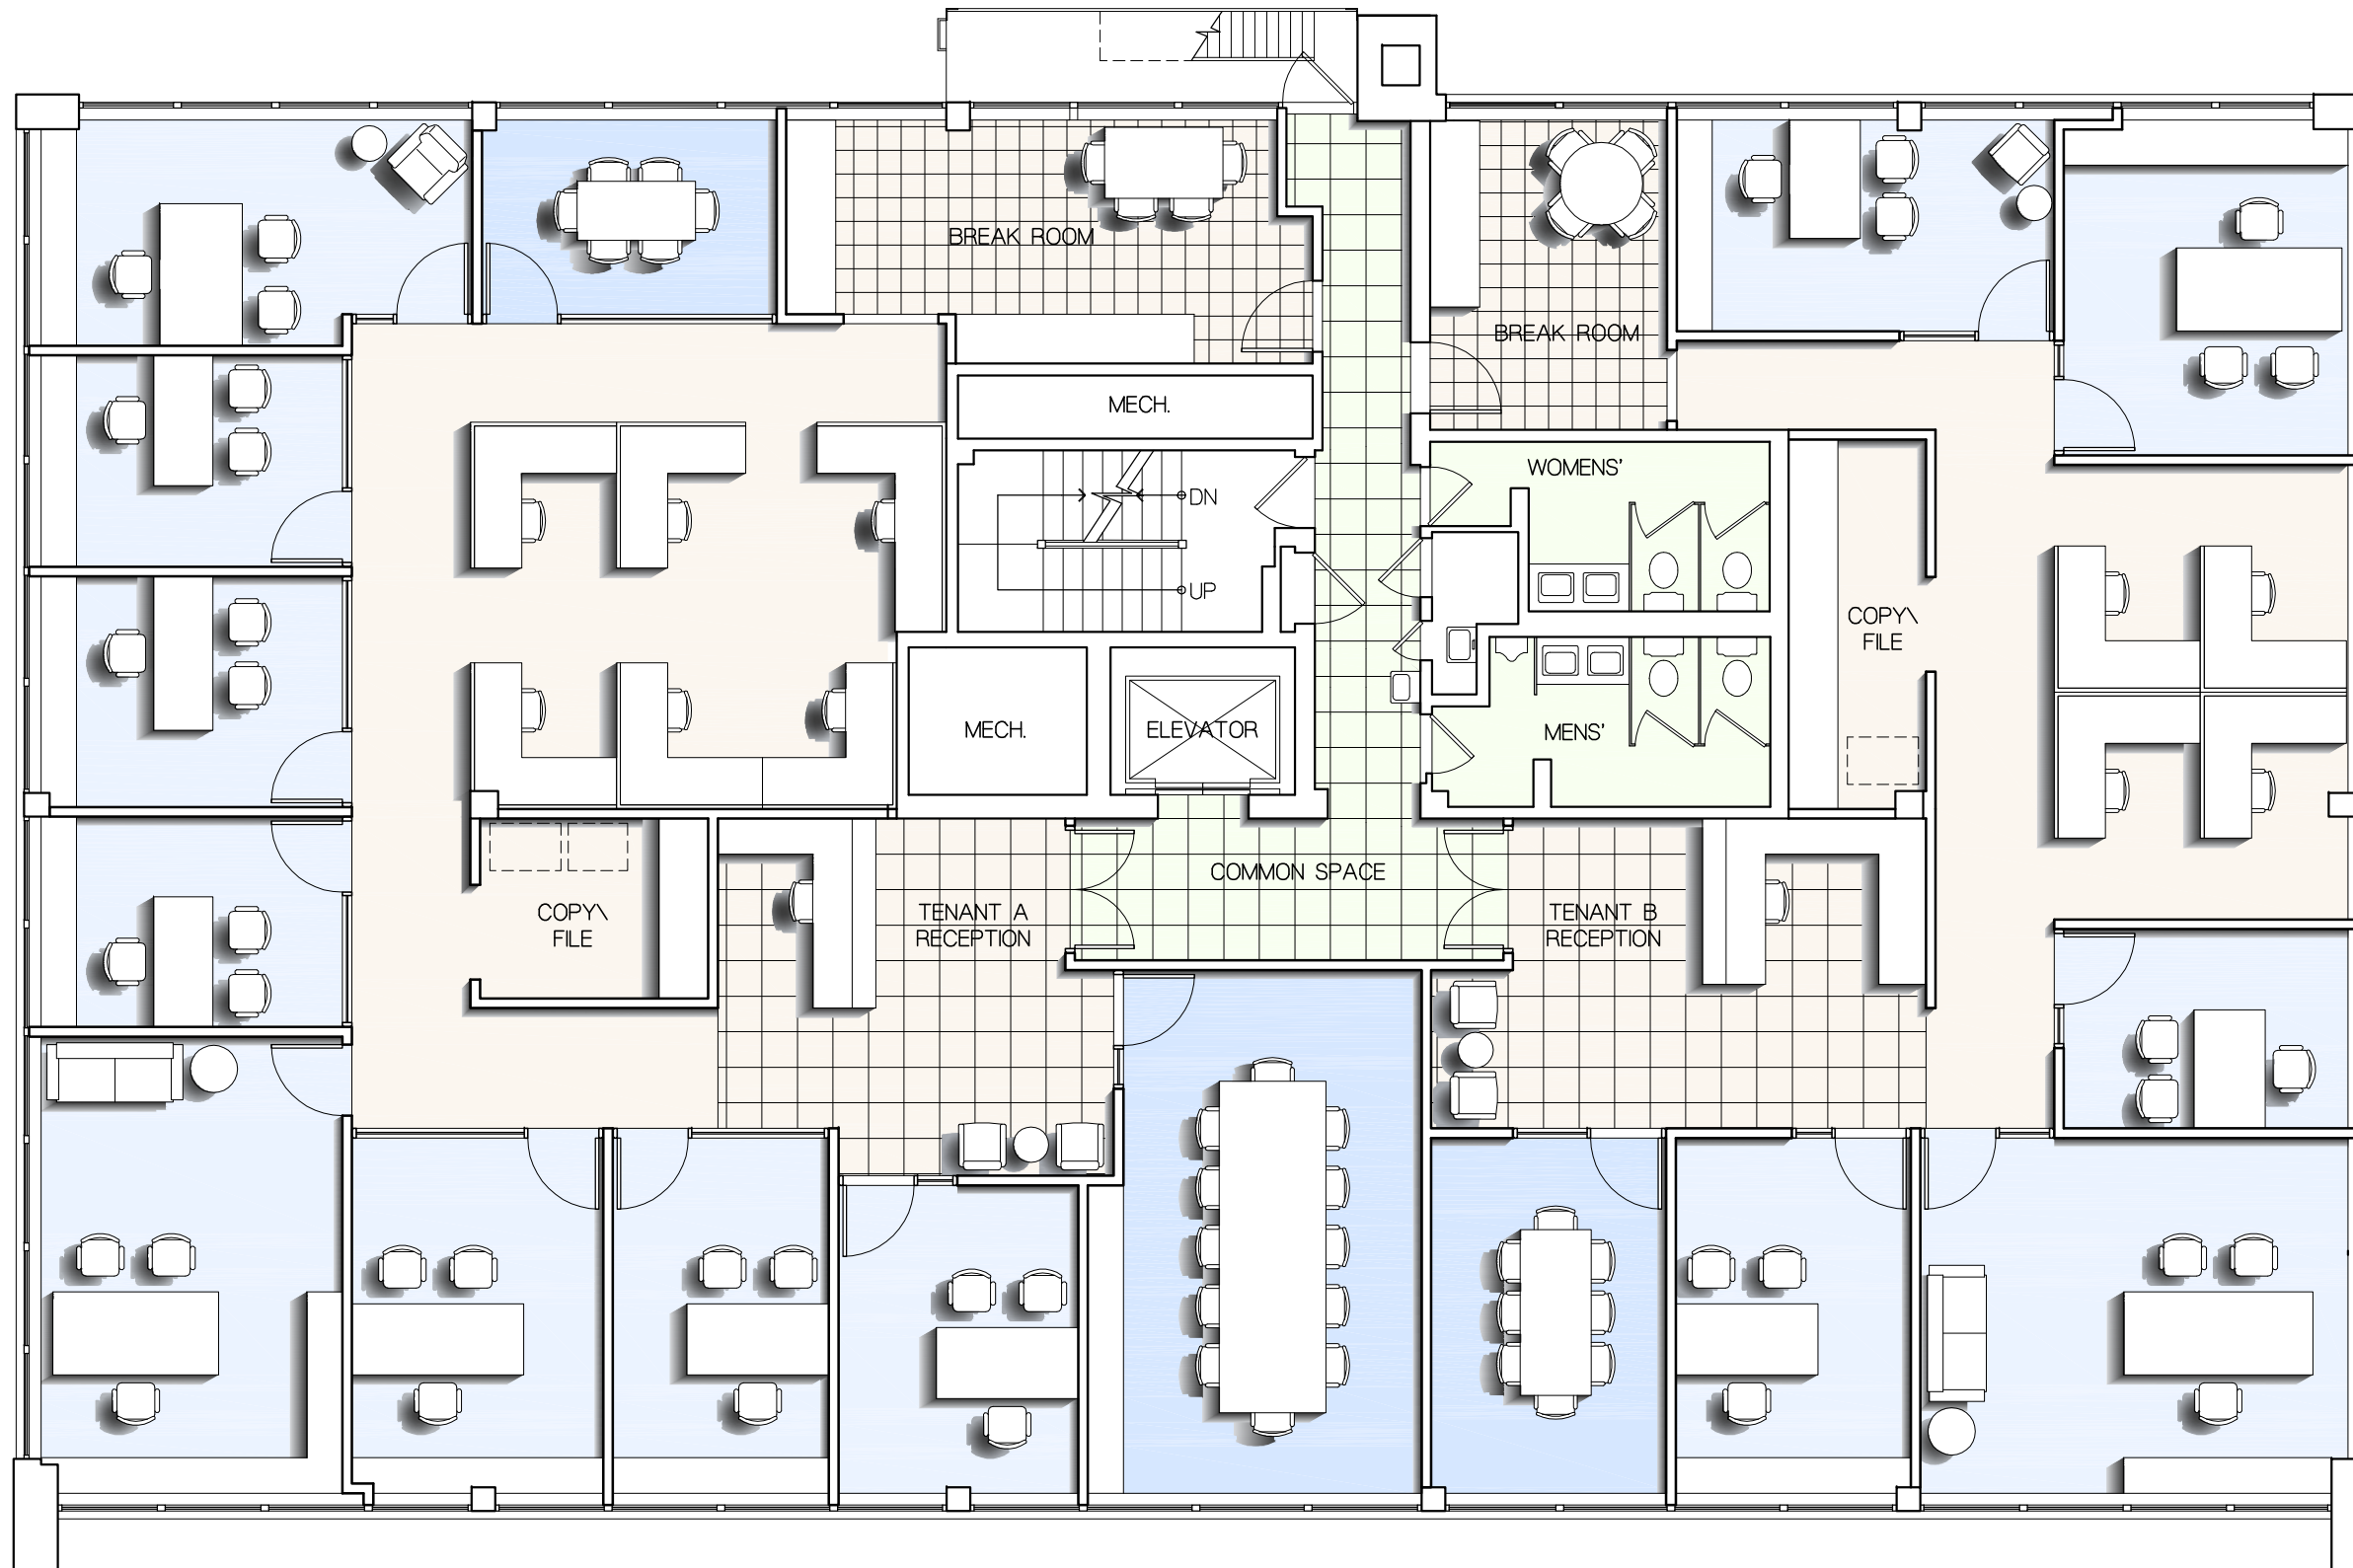 BREAK ROOM
BREAK ROOM
MECH.
WOMENS'
DN
UP
COPY\
FILE
MECH.
ELEVATOR
MENS'
COMMON SPACE
COPY\
FILE
TENANT A
RECEPTION
TENANT B
RECEPTION